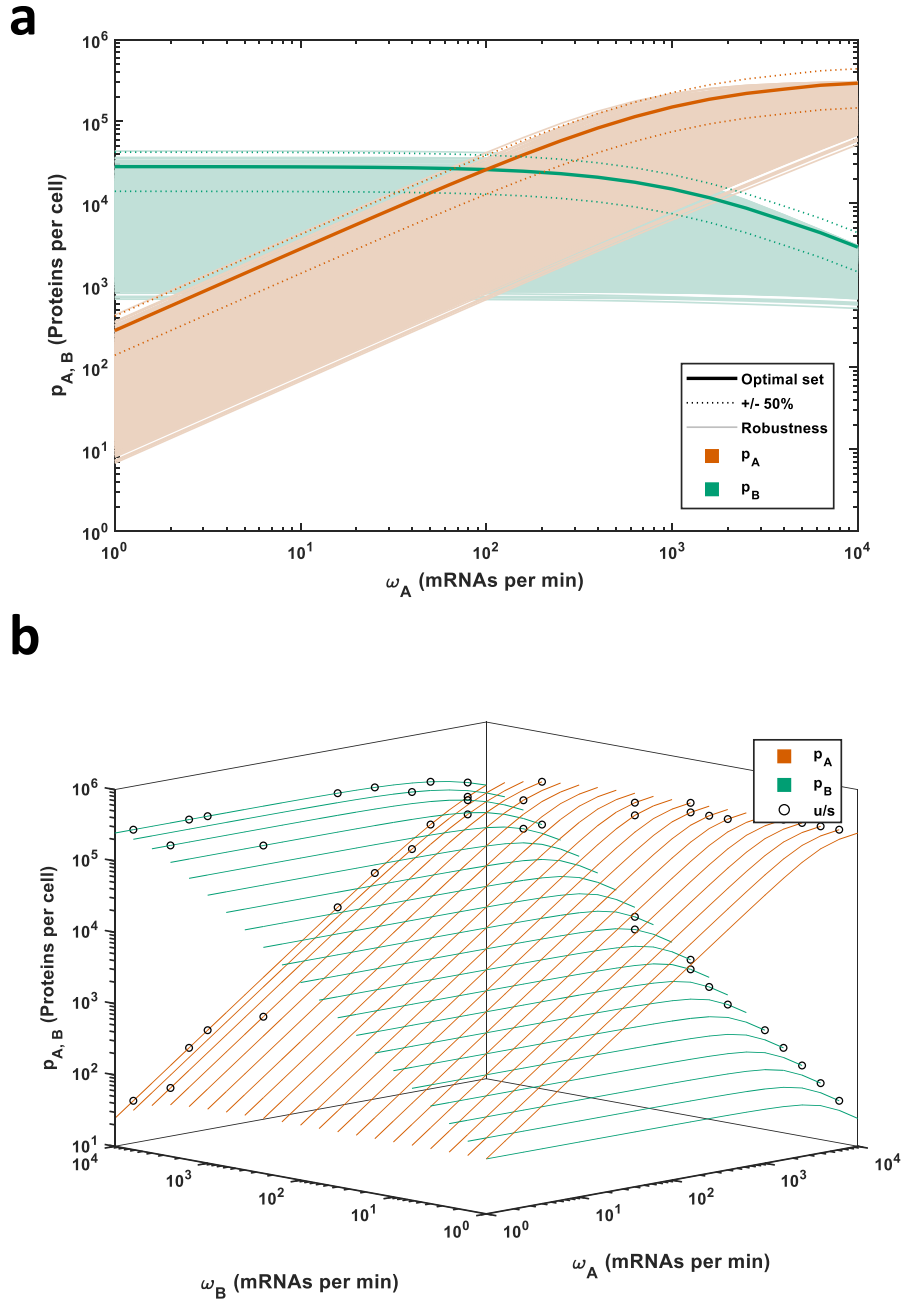 a
10^6
10^5
10^4
10^3
10^2
10^1
10^0
p_A, B (Proteins per cell)
Optimal set
+/- 50%
Robustness
p_A
p_B
10^0 10^1 10^2 10^3 10^4
ω_A (mRNAs per min)
b
p_A
p_B
u/s
10^6
10^5
10^4
10^3
10^2
10^1
p_A, B (Proteins per cell)
10^4 10^3 10^2 10^1 10^0
10^0 10^1 10^2 10^3 10^4
ω_B (mRNAs per min)
ω_A (mRNAs per min)